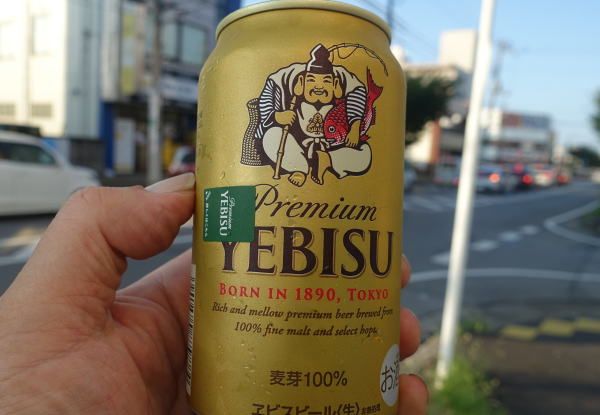 Premium
YEBISU
Premium
YEBISU
BORN IN 1890, TOKYO
Rich and mellow premium beer brewed from
100% fine malt and select hops.
麦芽100%
お酒
ヱビスビール〈生〉